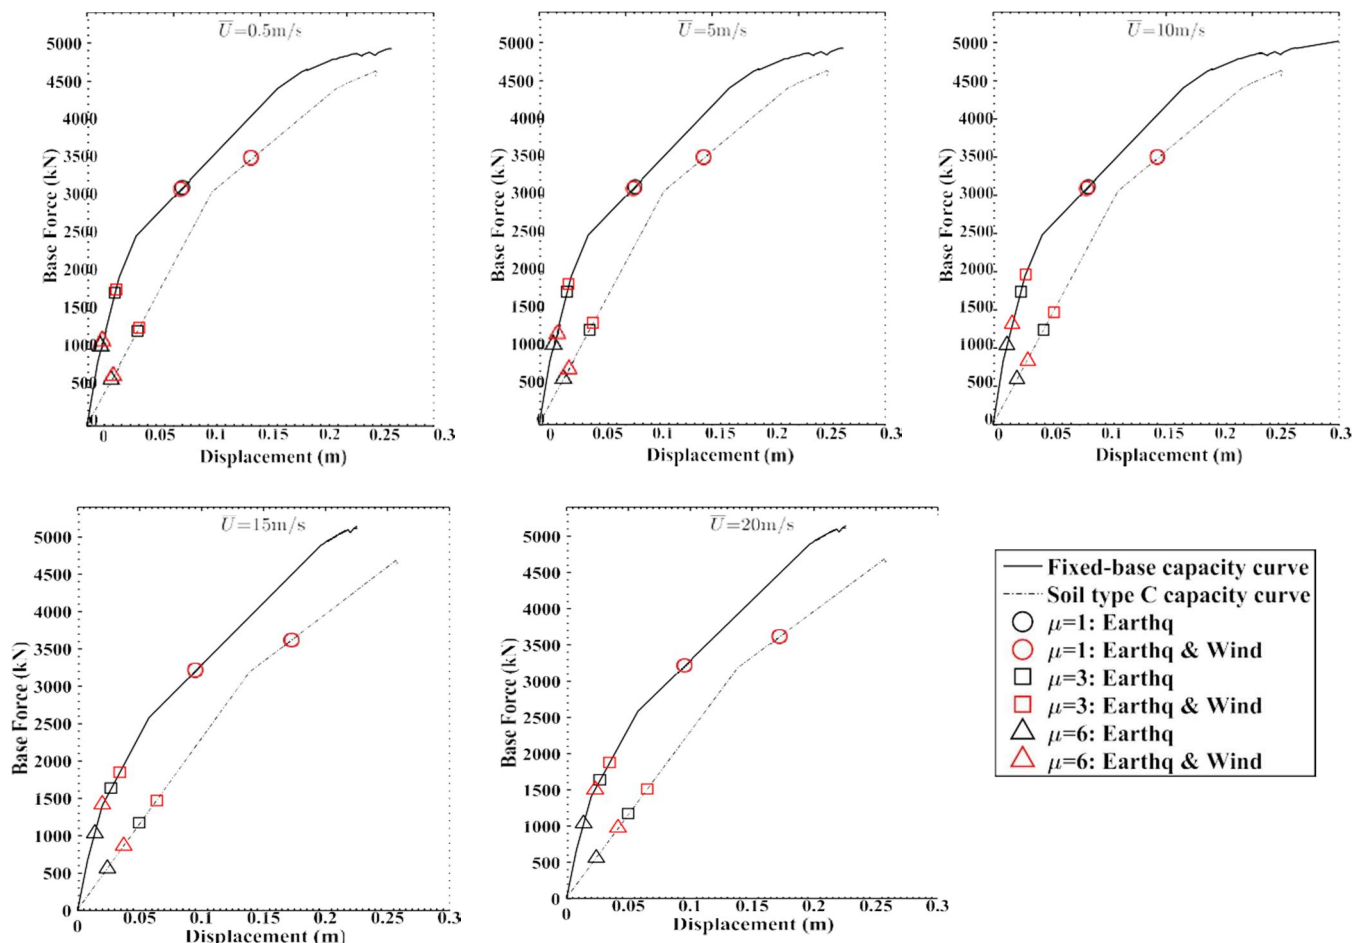 U̅=0.5m/s
5000
4500
4000
3500
3000
2500
2000
1500
1000
500
0
Base Force (kN)
0 0.05 0.1 0.15 0.2 0.25 0.3
Displacement (m)
U̅=5m/s
5000
4500
4000
3500
3000
2500
2000
1500
1000
500
0
Base Force (kN)
0 0.05 0.1 0.15 0.2 0.25 0.3
Displacement (m)
U̅=10m/s
5000
4500
4000
3500
3000
2500
2000
1500
1000
500
0
Base Force (kN)
0 0.05 0.1 0.15 0.2 0.25 0.3
Displacement (m)
U̅=15m/s
5000
4500
4000
3500
3000
2500
2000
1500
1000
500
0
Base Force (kN)
0 0.05 0.1 0.15 0.2 0.25 0.3
Displacement (m)
U̅=20m/s
5000
4500
4000
3500
3000
2500
2000
1500
1000
500
0
Base Force (kN)
0 0.05 0.1 0.15 0.2 0.25 0.3
Displacement (m)
Fixed-base capacity curve
Soil type C capacity curve
μ=1: Earthq
μ=1: Earthq & Wind
μ=3: Earthq
μ=3: Earthq & Wind
μ=6: Earthq
μ=6: Earthq & Wind